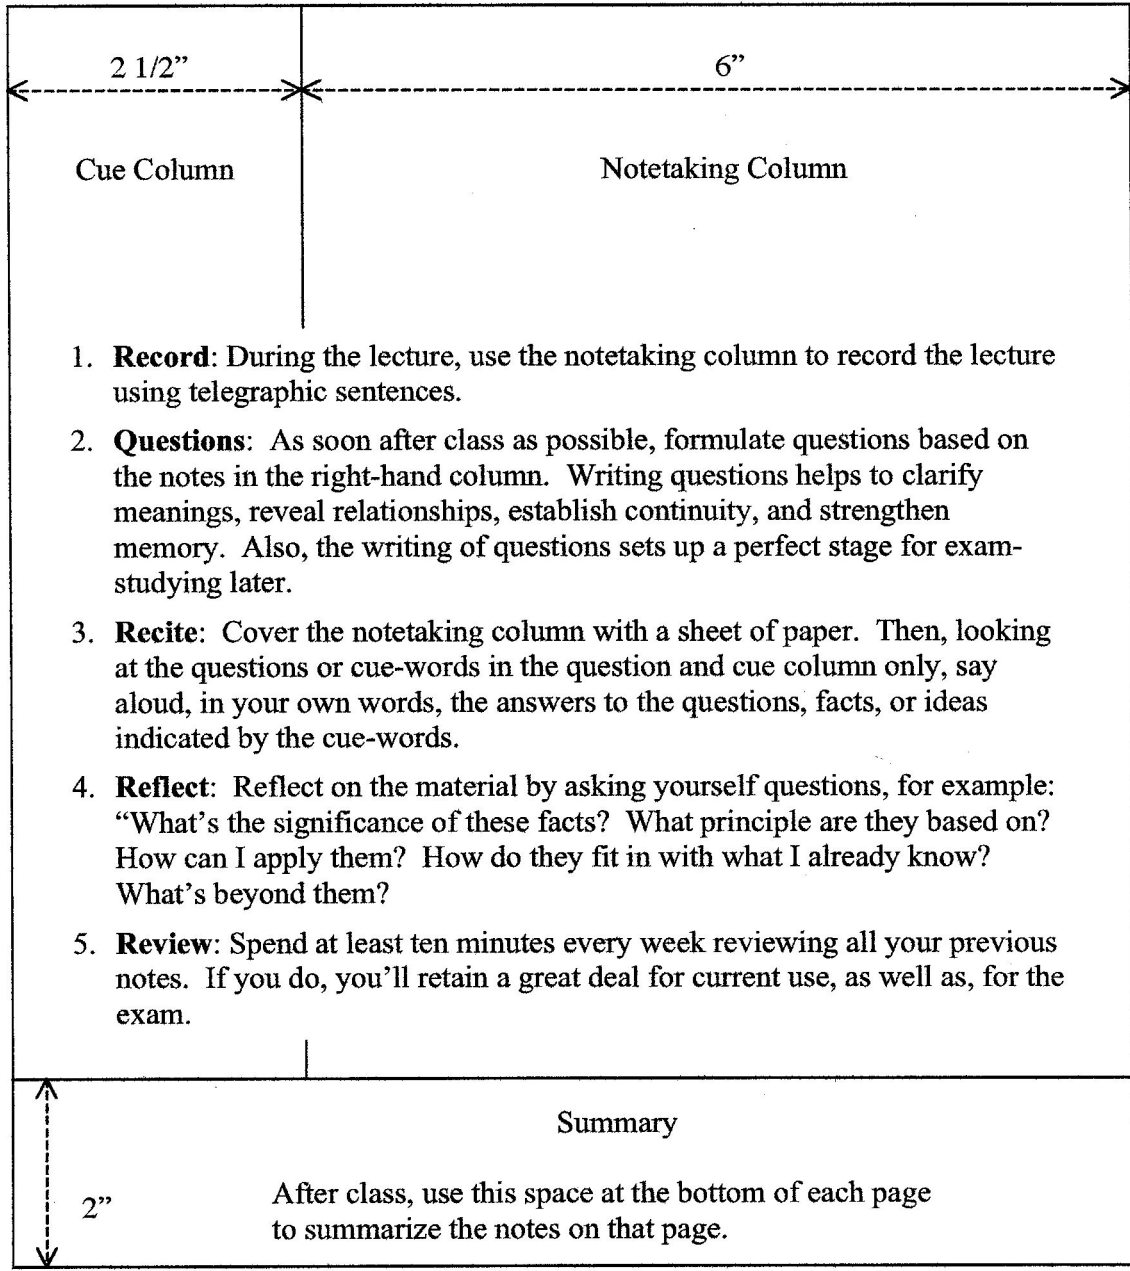 2 1/2” 6”
Cue Column Notetaking Column
1. Record: During the lecture, use the notetaking column to record the lecture
using telegraphic sentences.
2. Questions: As soon after class as possible, formulate questions based on
the notes in the right-hand column. Writing questions helps to clarify
meanings, reveal relationships, establish continuity, and strengthen
memory. Also, the writing of questions sets up a perfect stage for exam-
studying later.
3. Recite: Cover the notetaking column with a sheet of paper. Then, looking
at the questions or cue-words in the question and cue column only, say
aloud, in your own words, the answers to the questions, facts, or ideas
indicated by the cue-words.
4. Reflect: Reflect on the material by asking yourself questions, for example:
“What’s the significance of these facts? What principle are they based on?
How can I apply them? How do they fit in with what I already know?
What’s beyond them?
5. Review: Spend at least ten minutes every week reviewing all your previous
notes. If you do, you’ll retain a great deal for current use, as well as, for the
exam.
Summary
2”
After class, use this space at the bottom of each page
to summarize the notes on that page.